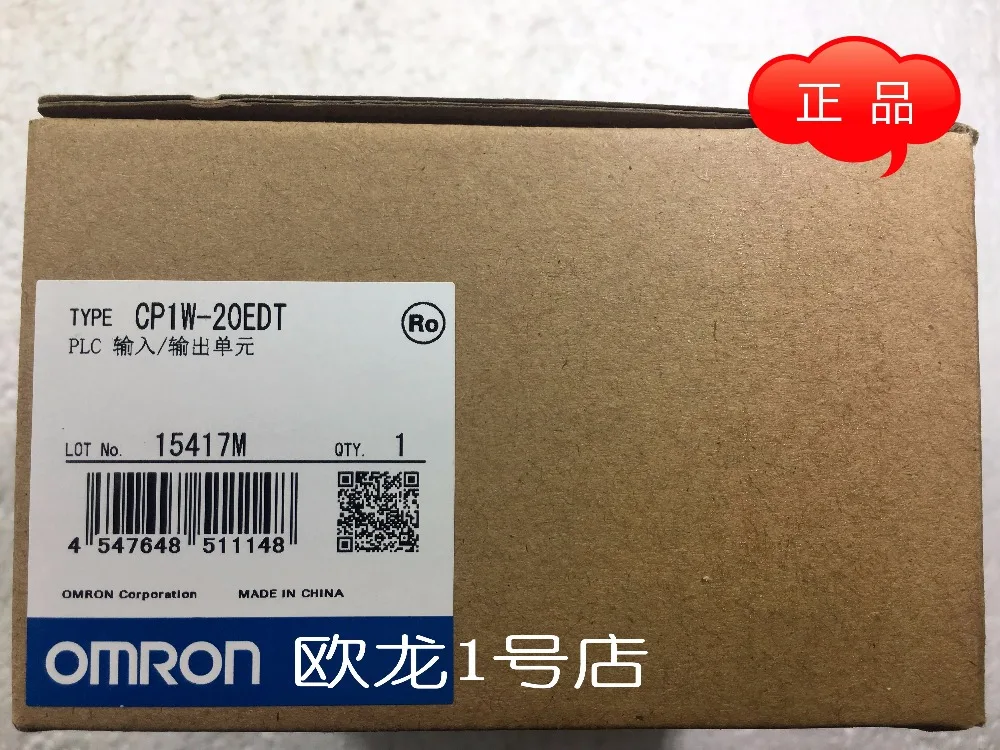 正品
TYPE CP1W-20EDT
Ro
PLC 输入/输出单元
LOT No. 15417M QTY. 1
4 547648 511148
OMRON Corporation MADE IN CHINA
OMRON 欧龙1号店